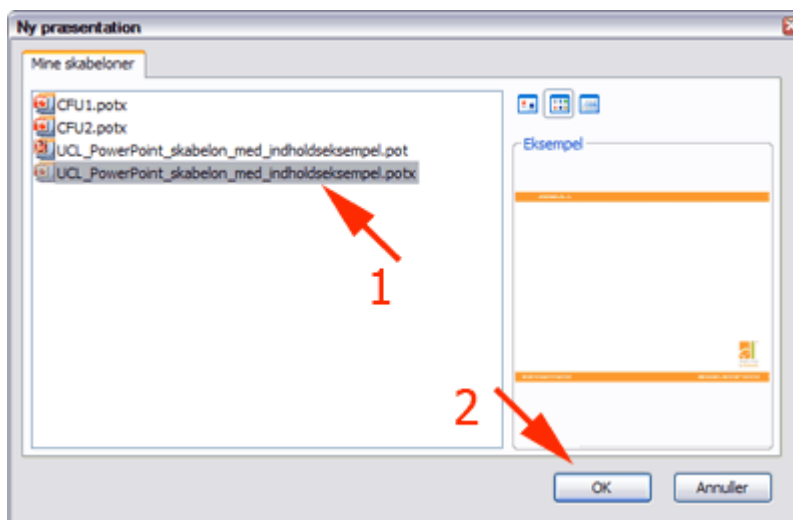 Ny præsentation
Mine skabeloner
CFU1.potx
CFU2.potx
UCL_PowerPoint_skabelon_med_indholdseksempel.pot
UCL_PowerPoint_skabelon_med_indholdseksempel.potx
Eksempel
1
2
OK
Annuller